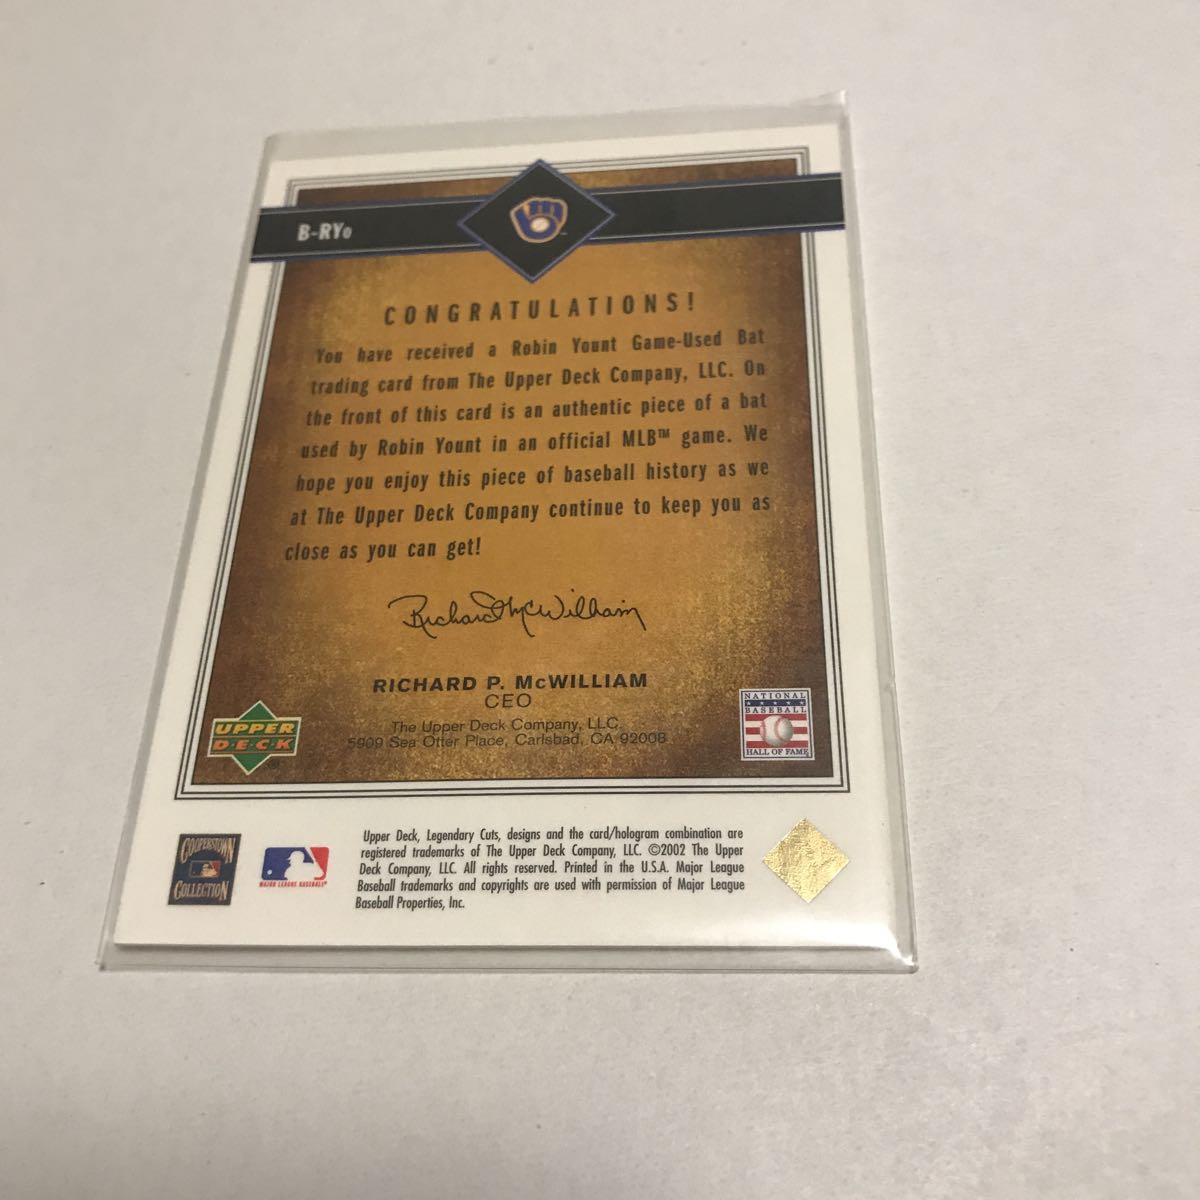 B-RYo
CONGRATULATIONS!
You have received a Robin Yount Game-Used Bat
trading card from The Upper Deck Company, LLC. On
the front of this card is an authentic piece of a bat
used by Robin Yount in an official MLB™ game. We
hope you enjoy this piece of baseball history as we
at The Upper Deck Company continue to keep you as
close as you can get!
Richard McWilliam
RICHARD P. McWILLIAM
CEO
The Upper Deck Company, LLC.
5909 Sea Otter Place, Carlsbad, CA 92008
UPPER
DECK
NATIONAL
BASEBALL
HALL OF FAME
COOPERSTOWN
COLLECTION
MAJOR LEAGUE BASEBALL®
Upper Deck, Legendary Cuts, designs and the card/hologram combination are
registered trademarks of The Upper Deck Company, LLC. ©2002 The Upper
Deck Company, LLC. All rights reserved. Printed in the U.S.A. Major League
Baseball trademarks and copyrights are used with permission of Major League
Baseball Properties, Inc.